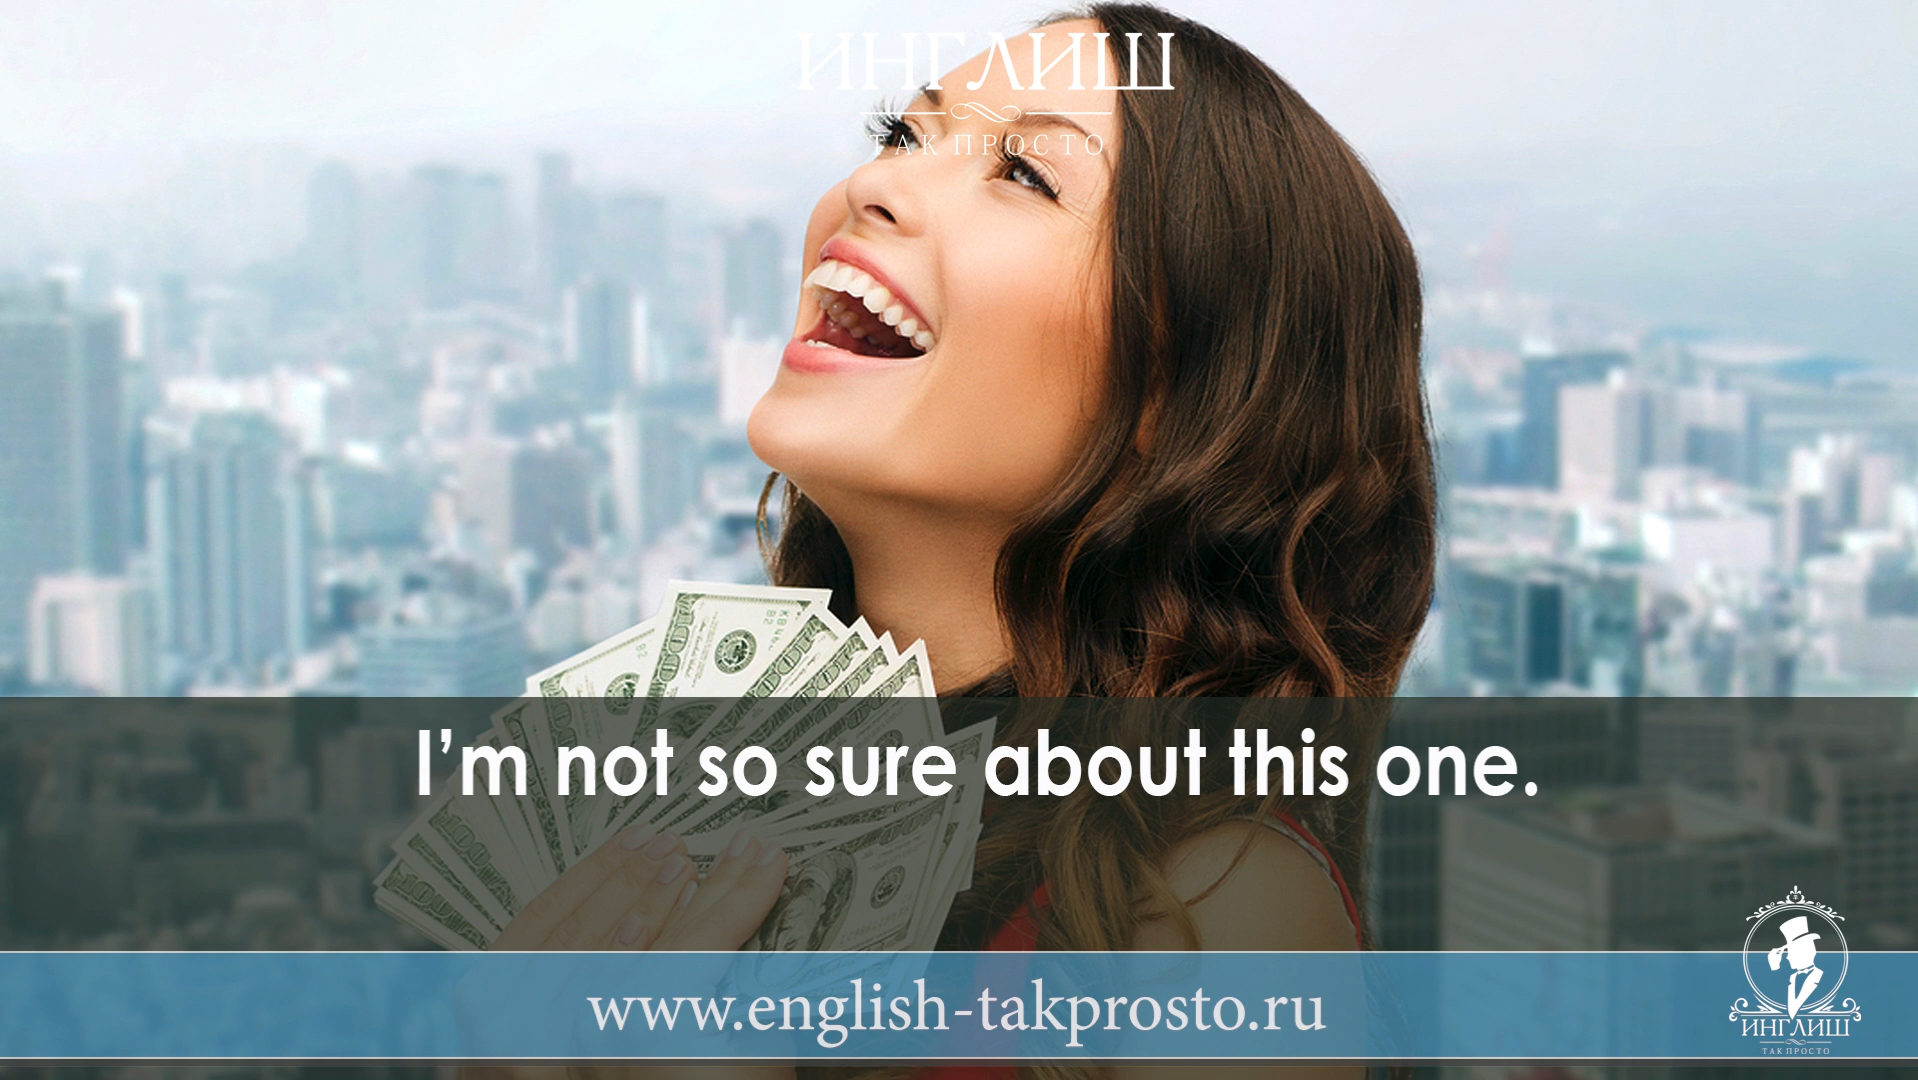 ИНГЛИШ
ТАК ПРОСТО
I'm not so sure about this one.
www.english-takprosto.ru
ИНГЛИШ
ТАК ПРОСТО